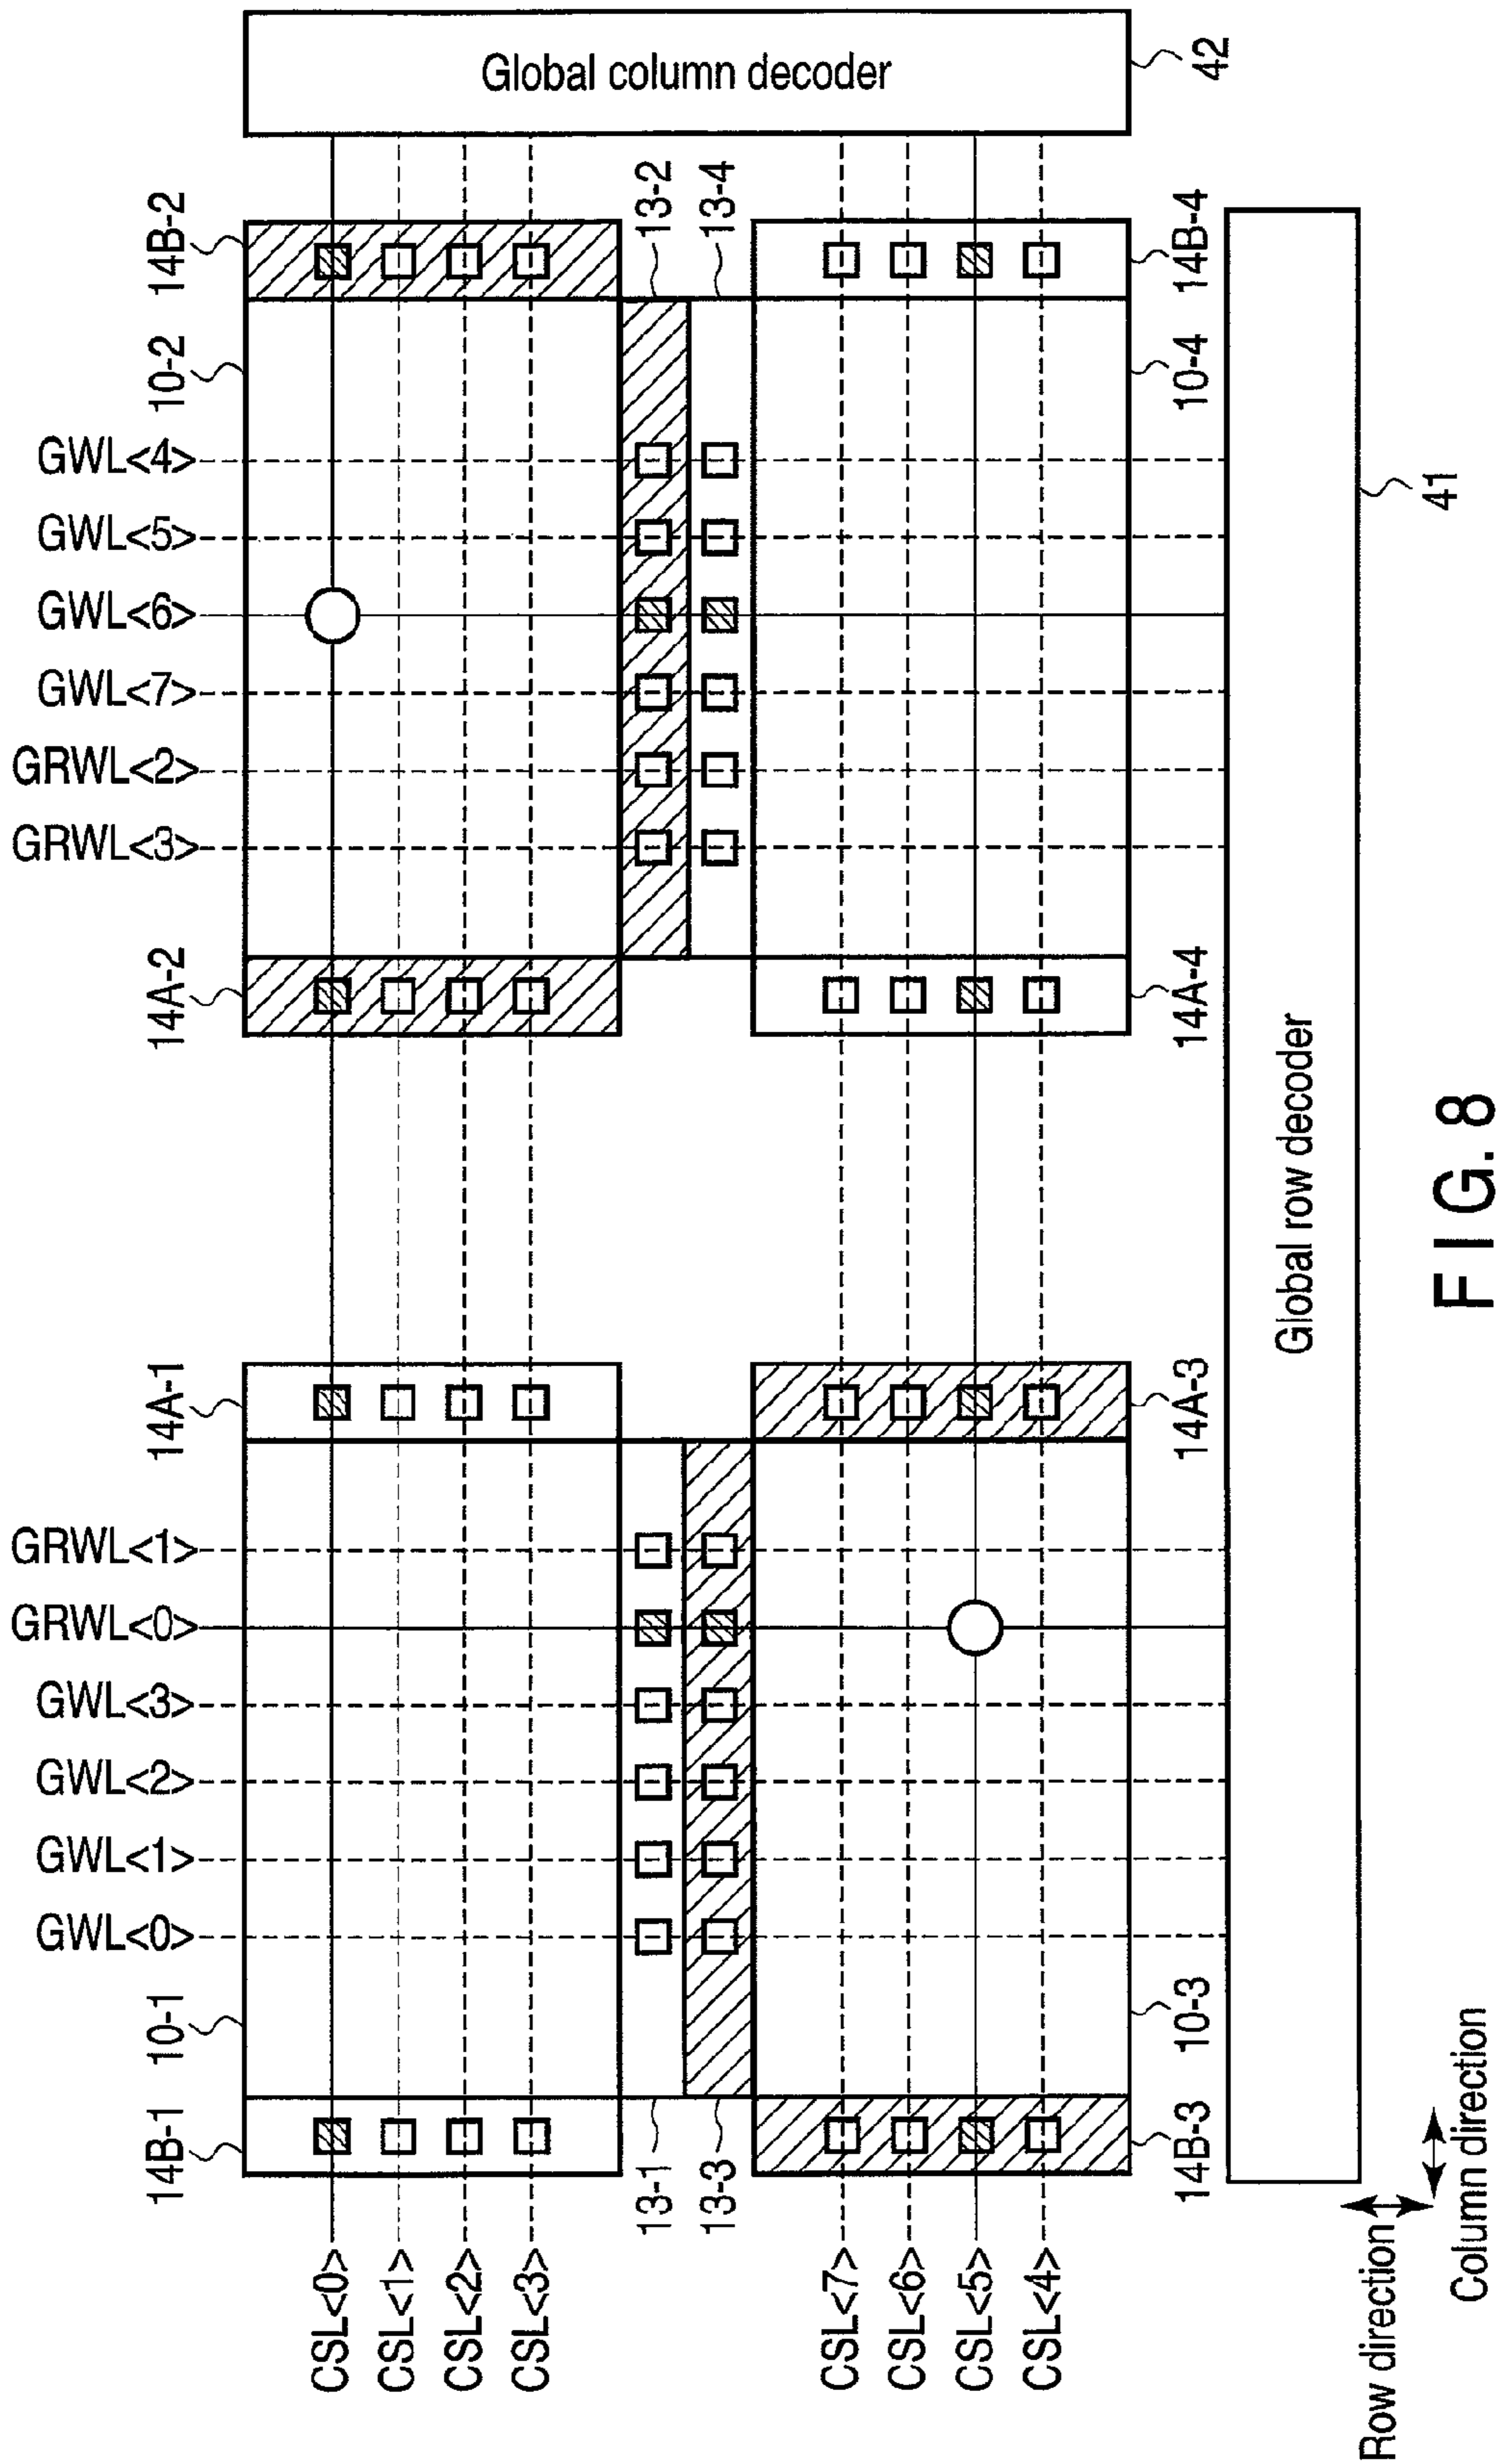 Global column decoder
42
14B-2
13-2
13-4
14B-4
10-2
10-4
GWL<4>
GWL<5>
GWL<6>
GWL<7>
GRWL<2>
GRWL<3>
41
14A-2
14A-4
Global row decoder
FIG. 8
14A-1
14A-3
GRWL<1>
GRWL<0>
GWL<3>
GWL<2>
GWL<1>
GWL<0>
10-1
10-3
14B-1
13-1
13-3
14B-3
CSL<0>
CSL<1>
CSL<2>
CSL<3>
CSL<7>
CSL<6>
CSL<5>
CSL<4>
Row direction
Column direction